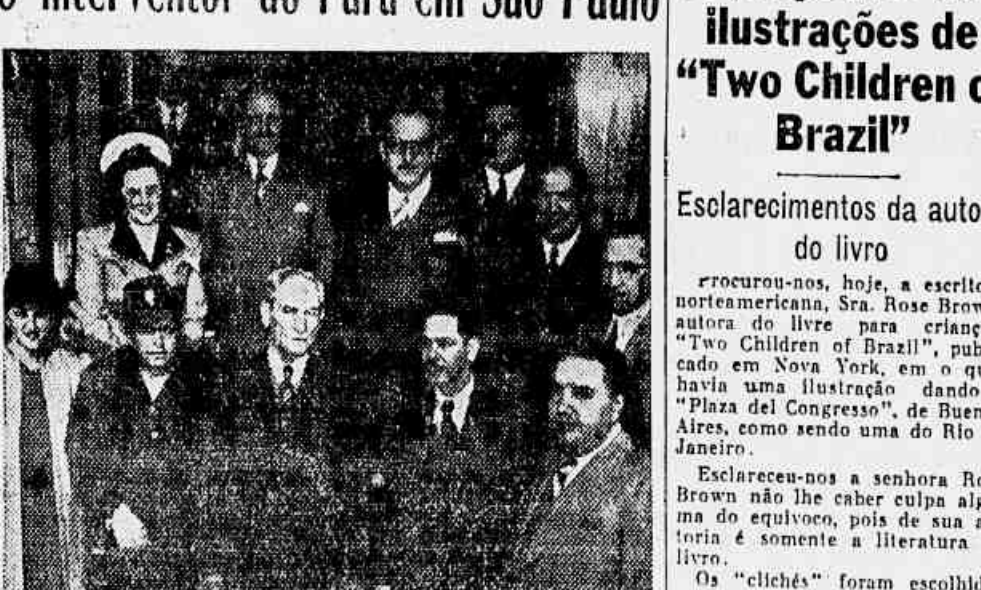 o Interventor do Pará em São Paulo
ilustrações de
“Two Children o
Brazil”
Esclarecimentos da auto
do livro
Procurou-nos, hoje, a escrito
norteamericana, Sra. Rose Brow
autora do livre para crianç
“Two Children of Brazil”, pub
cado em Nova York, em o qu
havia uma ilustração dando
“Plaza del Congresso”, de Buen
Aires, como sendo uma do Rio
Janeiro.
Esclareceu-nos a senhora Ro
Brown não lhe caber culpa alg
ma do equivoco, pois de sua a
toria é somente a literatura
livro.
Os “clichés” foram escolhid